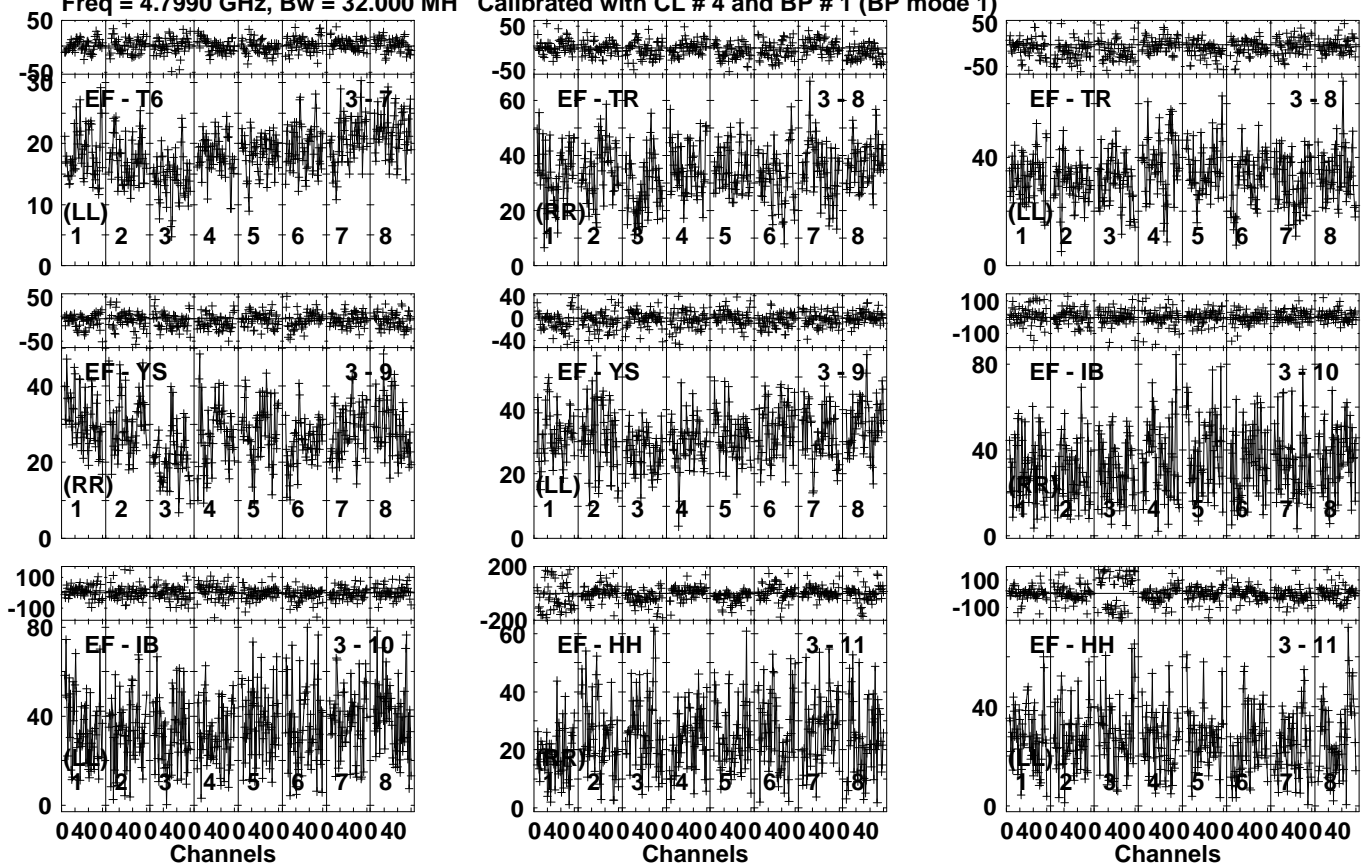 Freq = 4.7990 GHz, Bw = 32.000 MH Calibrated with CL # 4 and BP # 1 (BP mode 1)
50
-50
30
20
10
0
EF - T6
3 - 7
(LL)
1 2 3 4 5 6 7 8
50
-50
60
40
20
0
EF - TR
3 - 8
(RR)
1 2 3 4 5 6 7 8
50
-50
40
0
EF - TR
3 - 8
(LL)
1 2 3 4 5 6 7 8
50
-50
40
20
0
EF - YS
3 - 9
(RR)
1 2 3 4 5 6 7 8
40
0
-40
40
20
0
EF - YS
3 - 9
(LL)
1 2 3 4 5 6 7 8
100
-100
80
40
0
EF - IB
3 - 10
(RR)
1 2 3 4 5 6 7 8
100
-100
80
40
0
EF - IB
3 - 10
(LL)
1 2 3 4 5 6 7 8
0 40 0 40 0 40 0 40 0 40 0 40 0 40 0 40
Channels
200
-200
60
40
20
0
EF - HH
3 - 11
(RR)
1 2 3 4 5 6 7 8
0 40 0 40 0 40 0 40 0 40 0 40 0 40 0 40
Channels
100
-100
40
0
EF - HH
3 - 11
(LL)
1 2 3 4 5 6 7 8
0 40 0 40 0 40 0 40 0 40 0 40 0 40 0 40
Channels